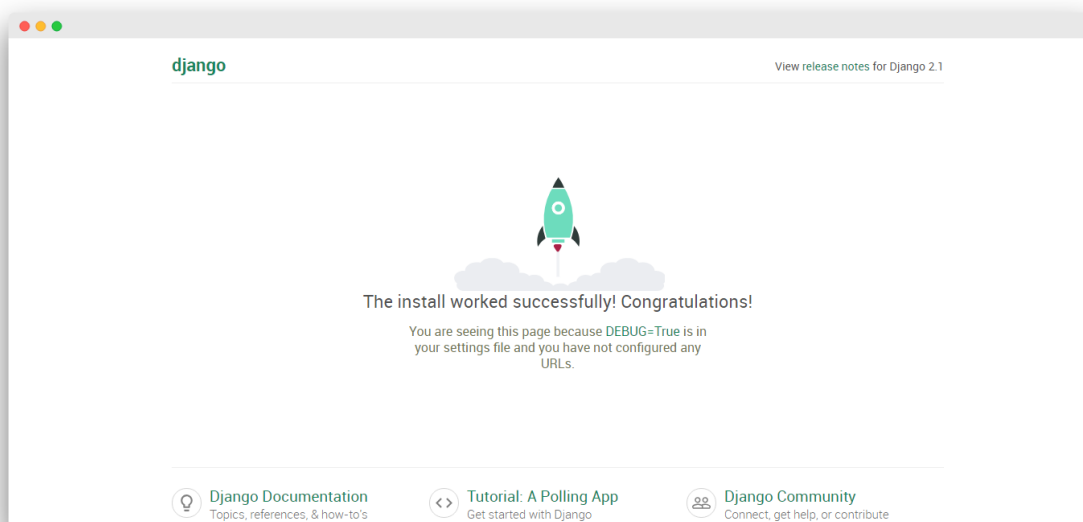 django
View release notes for Django 2.1
The install worked successfully! Congratulations!
You are seeing this page because DEBUG=True is in
your settings file and you have not configured any
URLs.
Django Documentation
Topics, references, & how-to's
Tutorial: A Polling App
Get started with Django
Django Community
Connect, get help, or contribute